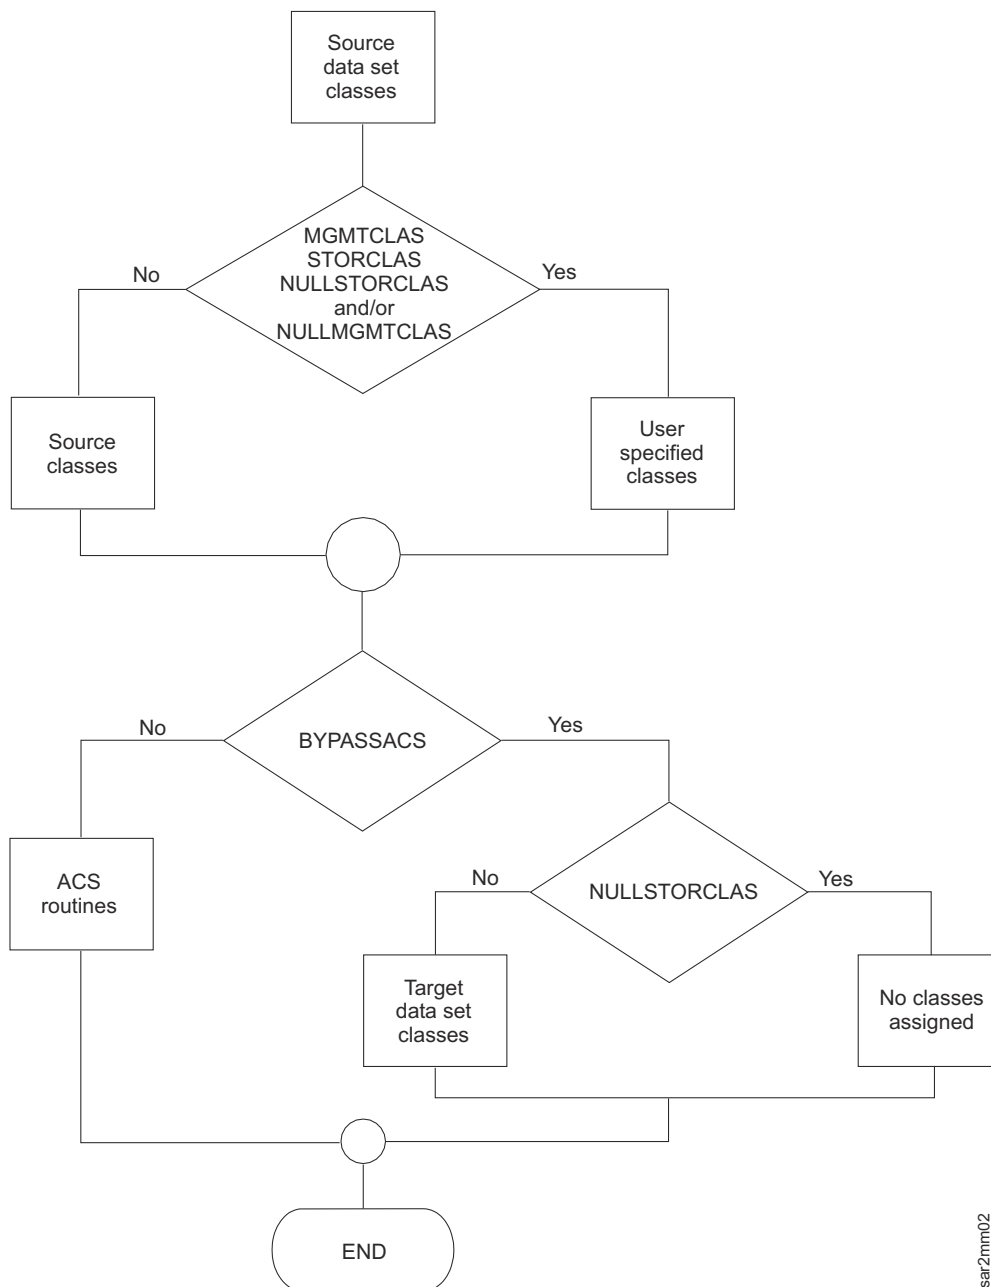 Source
data set
classes
MGMTCLAS
STORCLAS
NULLSTORCLAS
and/or
NULLMGMTCLAS
No
Yes
Source
classes
User
specified
classes
BYPASSACS
No
Yes
ACS
routines
NULLSTORCLAS
No
Yes
Target
data set
classes
No classes
assigned
END
sar2mm02